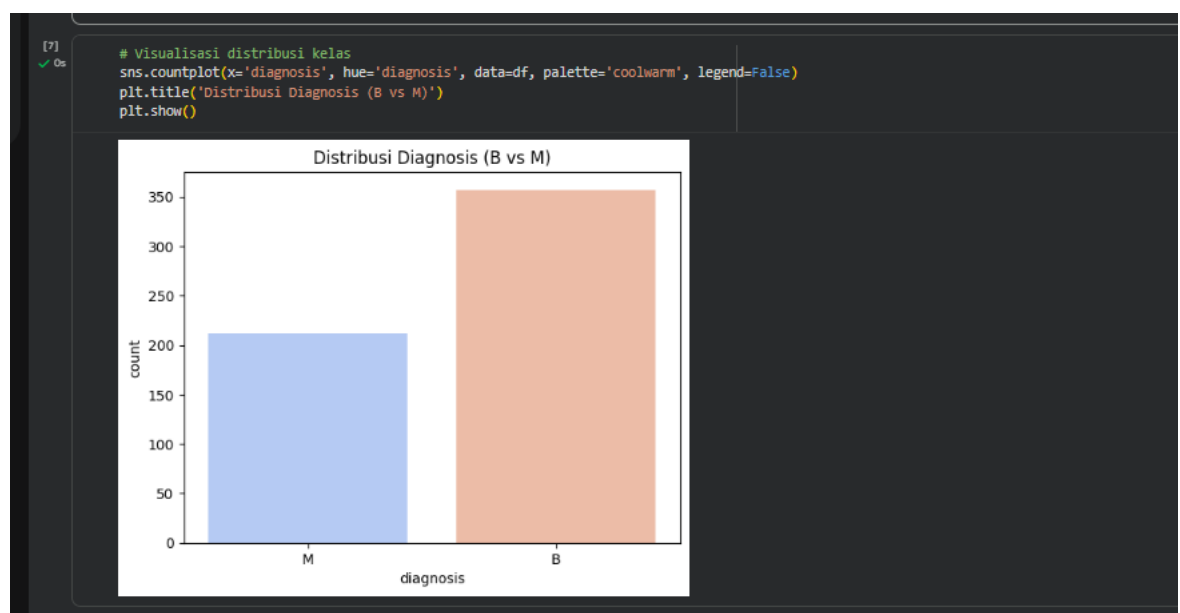 [7]
0s
# Visualisasi distribusi kelas
sns.countplot(x='diagnosis', hue='diagnosis', data=df, palette='coolwarm', legend=False)
plt.title('Distribusi Diagnosis (B vs M)')
plt.show()
Distribusi Diagnosis (B vs M)
350
300
250
200
150
100
50
0
count
M B
diagnosis